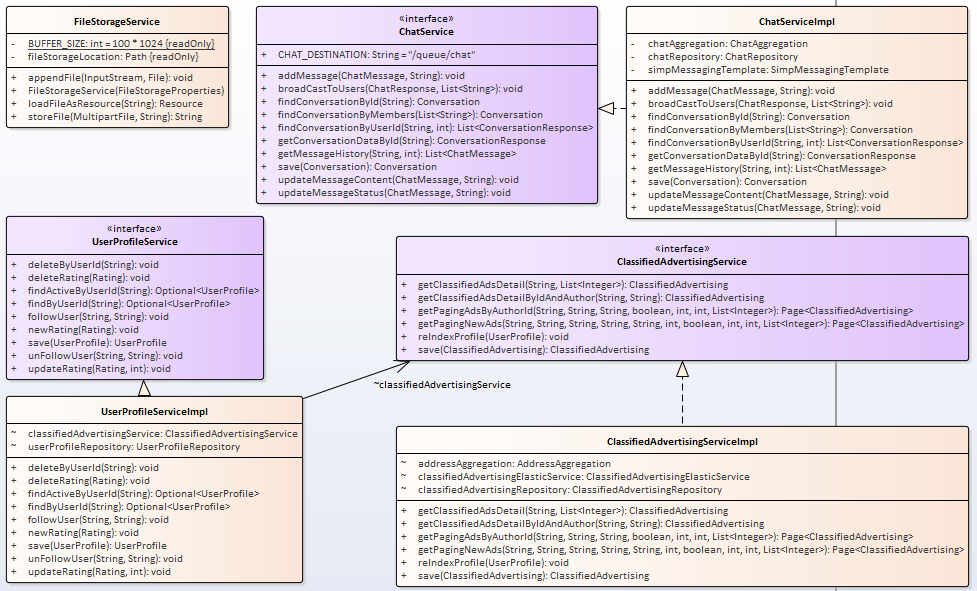 FileStorageService
- BUFFER_SIZE: int = 100 * 1024 {readOnly}
- fileStorageLocation: Path {readOnly}
+ appendFile(InputStream, File): void
+ FileStorageService(FileStorageProperties)
+ loadFileAsResource(String): Resource
+ storeFile(MultipartFile, String): String
«interface»
ChatService
+ CHAT_DESTINATION: String = "/queue/chat"
+ addMessage(ChatMessage, String): void
+ broadCastToUsers(ChatResponse, List<String>): void
+ findConversationById(String): Conversation
+ findConversationByMembers(List<String>): Conversation
+ findConversationByUserId(String, int): List<ConversationResponse>
+ getConversationDataById(String): ConversationResponse
+ getMessageHistory(String, int): List<ChatMessage>
+ save(Conversation): Conversation
+ updateMessageContent(ChatMessage, String): void
+ updateMessageStatus(ChatMessage, String): void
ChatServiceImpl
- chatAggregation: ChatAggregation
- chatRepository: ChatRepository
- simpMessagingTemplate: SimpMessagingTemplate
+ addMessage(ChatMessage, String): void
+ broadCastToUsers(ChatResponse, List<String>): void
+ findConversationById(String): Conversation
+ findConversationByMembers(List<String>): Conversation
+ findConversationByUserId(String, int): List<ConversationResponse>
+ getConversationDataById(String): ConversationResponse
+ getMessageHistory(String, int): List<ChatMessage>
+ save(Conversation): Conversation
+ updateMessageContent(ChatMessage, String): void
+ updateMessageStatus(ChatMessage, String): void
«interface»
UserProfileService
+ deleteByUserId(String): void
+ deleteRating(Rating): void
+ findActiveByUserId(String): Optional<UserProfile>
+ findByUserId(String): Optional<UserProfile>
+ followUser(String, String): void
+ newRating(Rating): void
+ save(UserProfile): UserProfile
+ unFollowUser(String, String): void
+ updateRating(Rating, int): void
«interface»
ClassifiedAdvertisingService
+ getClassifiedAdsDetail(String, List<Integer>): ClassifiedAdvertising
+ getClassifiedAdsDetailByIdAndAuthor(String, String): ClassifiedAdvertising
+ getPagingAdsByAuthorId(String, String, String, boolean, int, int, List<Integer>): Page<ClassifiedAdvertising>
+ getPagingNewAds(String, String, String, String, String, int, boolean, int, int, List<Integer>): Page<ClassifiedAdvertising>
+ reIndexProfile(UserProfile): void
+ save(ClassifiedAdvertising): ClassifiedAdvertising
~classifiedAdvertisingService
UserProfileServiceImpl
~ classifiedAdvertisingService: ClassifiedAdvertisingService
~ userProfileRepository: UserProfileRepository
+ deleteByUserId(String): void
+ deleteRating(Rating): void
+ findActiveByUserId(String): Optional<UserProfile>
+ findByUserId(String): Optional<UserProfile>
+ followUser(String, String): void
+ newRating(Rating): void
+ save(UserProfile): UserProfile
+ unFollowUser(String, String): void
+ updateRating(Rating, int): void
ClassifiedAdvertisingServiceImpl
~ addressAggregation: AddressAggregation
~ classifiedAdvertisingElasticService: ClassifiedAdvertisingElasticService
~ classifiedAdvertisingRepository: ClassifiedAdvertisingRepository
+ getClassifiedAdsDetail(String, List<Integer>): ClassifiedAdvertising
+ getClassifiedAdsDetailByIdAndAuthor(String, String): ClassifiedAdvertising
+ getPagingAdsByAuthorId(String, String, String, boolean, int, int, List<Integer>): Page<ClassifiedAdvertising>
+ getPagingNewAds(String, String, String, String, String, int, boolean, int, int, List<Integer>): Page<ClassifiedAdvertising>
+ reIndexProfile(UserProfile): void
+ save(ClassifiedAdvertising): ClassifiedAdvertising